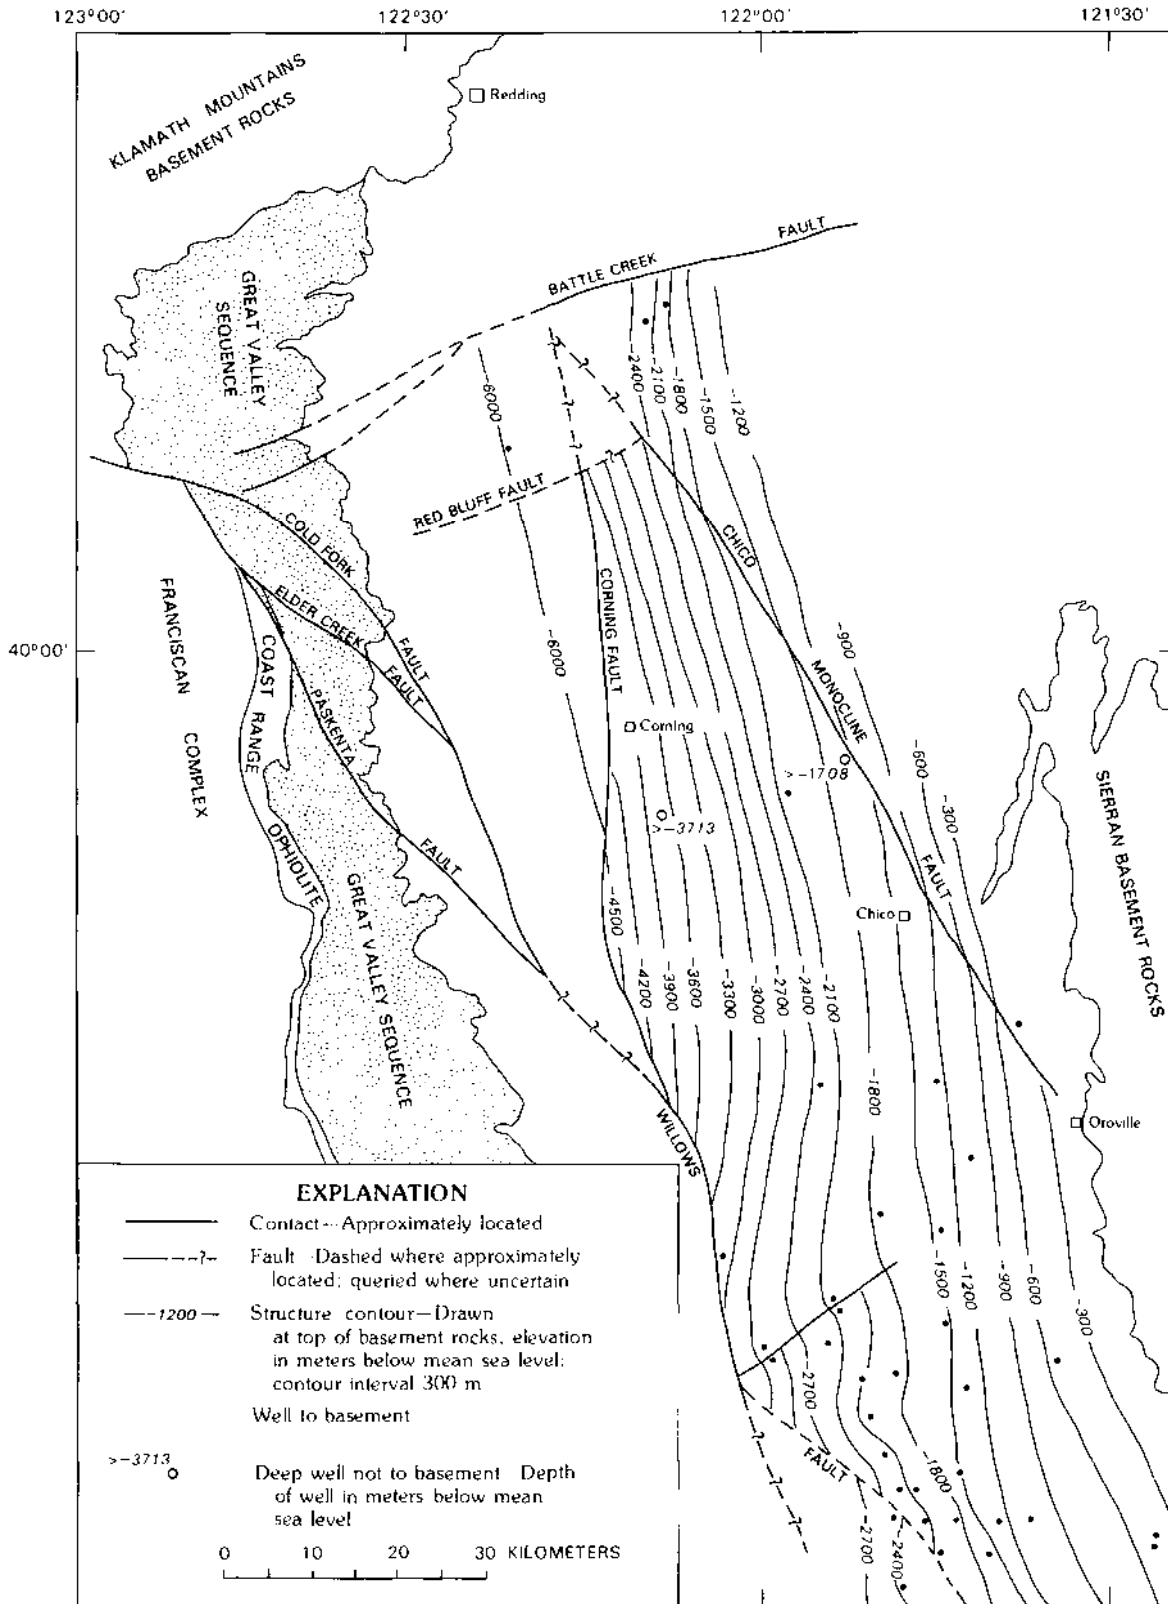 123°00'
122°30'
122°00'
121°30'
KLAMATH MOUNTAINS
BASEMENT ROCKS
Redding
BATTLE CREEK FAULT
GREAT VALLEY
SEQUENCE
-6000
-2400
-2100
-1800
-1500
-1200
RED BLUFF FAULT
CHICO MONOCLINE FAULT
COLD FORK FAULT
ELDER CREEK FAULT
CORNING FAULT
FRANCISCAN COMPLEX
COAST RANGE OPHIOLITE
PASKENTA FAULT
-6000
40°00'
-900
Corning
>-1708
-600
-300
>-3713
SIERRAN BASEMENT ROCKS
GREAT VALLEY SEQUENCE
Chico
-4500
-4200
-3900
-3600
-3300
-3000
-2700
-2400
-2100
-1800
Oroville
WILLOWS FAULT
-1500
-1200
-900
-600
-300
-2700
-1800
-2700
-2400
EXPLANATION
Contact--Approximately located
Fault -Dashed where approximately
located; queried where uncertain
-1200 Structure contour—Drawn
at top of basement rocks, elevation
in meters below mean sea level;
contour interval 300 m
Well to basement
>-3713 Deep well not to basement Depth
of well in meters below mean
sea level
0 10 20 30 KILOMETERS